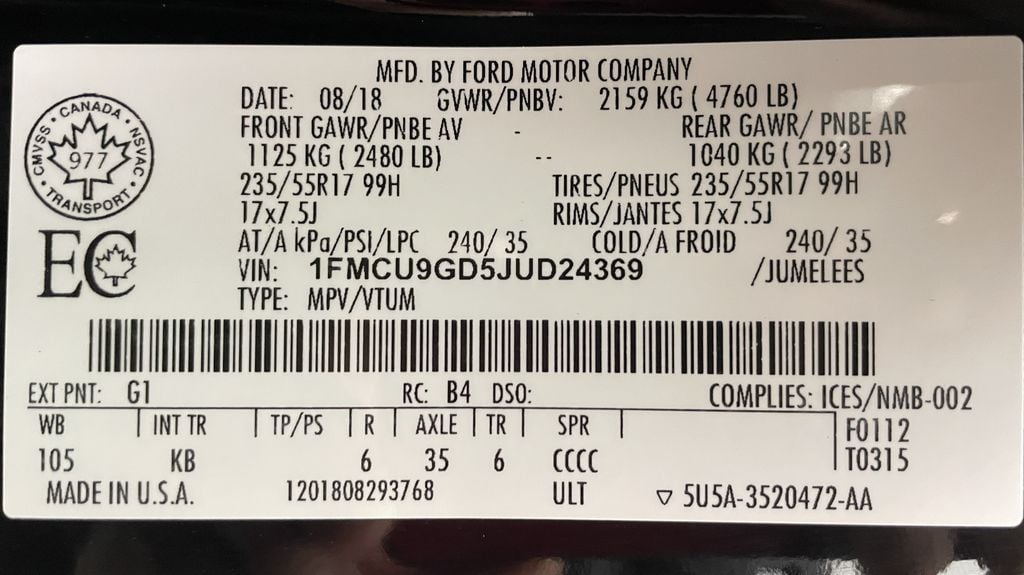 MFD. BY FORD MOTOR COMPANY
DATE: 08/18 GVWR/PNBV: 2159 KG ( 4760 LB)
FRONT GAWR/PNBE AV - REAR GAWR/ PNBE AR
1125 KG ( 2480 LB) -- 1040 KG ( 2293 LB)
235/55R17 99H TIRES/PNEUS 235/55R17 99H
17x7.5J RIMS/JANTES 17x7.5J
AT/A kPa/PSI/LPC 240/ 35 COLD/A FROID 240/ 35
VIN: 1FMCU9GD5JUD24369 /JUMELEES
TYPE: MPV/VTUM
CANADA
CMVSS 977 NSVAC
TRANSPORT
EC
EXT PNT: G1 RC: B4 DSO: COMPLIES: ICES/NMB-002
WB INT TR TP/PS R AXLE TR SPR F0112
105 KB 6 35 6 CCCC T0315
MADE IN U.S.A. 1201808293768 ULT ▽ 5U5A-3520472-AA